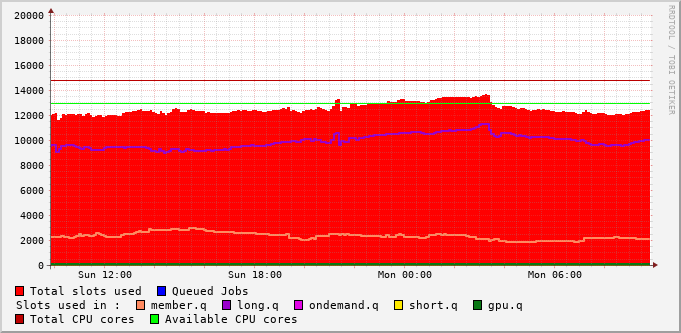 20000
18000
16000
14000
12000
10000
8000
6000
4000
2000
0
Sun 12:00 Sun 18:00 Mon 00:00 Mon 06:00
Total slots used Queued Jobs
Slots used in : member.q long.q ondemand.q short.q gpu.q
Total CPU cores Available CPU cores
RRDTOOL / TOBI OETIKER